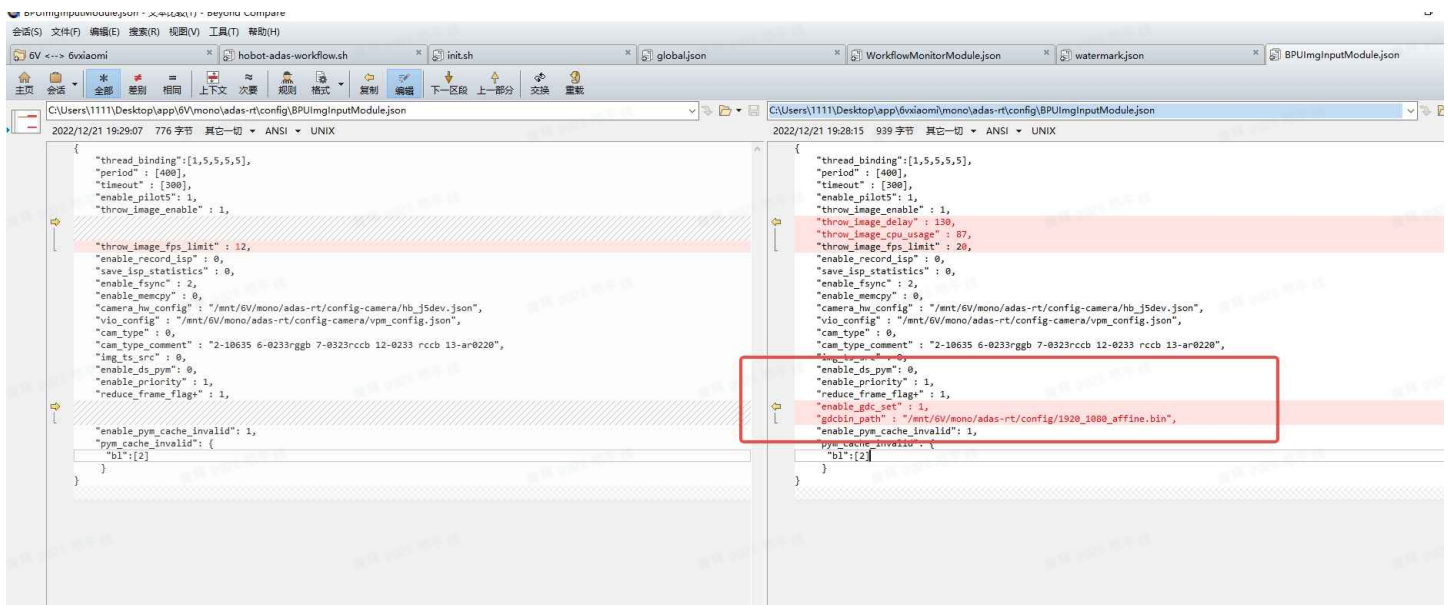 BPUImgInputModule.json - 文本比较(T) - Beyond Compare
会话(S) 文件(F) 编辑(E) 搜索(R) 视图(V) 工具(T) 帮助(H)
6V <--> 6vxiaomi hobot-adas-workflow.sh init.sh global.json WorkflowMonitorModule.json watermark.json BPUImgInputModule.json
主页 会话 全部 差别 相同 上下文 次要 规则 格式 复制 编辑 下一区段 上一部分 交换 重载
C:\Users\1111\Desktop\app\6V\mono\adas-rt\config\BPUImgInputModule.json
2022/12/21 19:29:07 776 字节 其它一切 ANSI UNIX
{
"thread_binding":[1,5,5,5,5],
"period" : [400],
"timeout" : [300],
"enable_pilot5": 1,
"throw_image_enable" : 1,
"throw_image_fps_limit" : 12,
"enable_record_isp" : 0,
"save_isp_statistics" : 0,
"enable_fsync" : 2,
"enable_memcpy" : 0,
"camera_hw_config" : "/mnt/6V/mono/adas-rt/config-camera/hb_j5dev.json",
"vio_config" : "/mnt/6V/mono/adas-rt/config-camera/vpm_config.json",
"cam_type" : 0,
"cam_type_comment" : "2-10635 6-0233rggb 7-0323rccb 12-0233 rccb 13-ar0220",
"img_ts_src" : 0,
"enable_ds_pym": 0,
"enable_priority" : 1,
"reduce_frame_flag+" : 1,
"enable_pym_cache_invalid": 1,
"pym_cache_invalid": {
"bl":[2]
}
}
C:\Users\1111\Desktop\app\6vxiaomi\mono\adas-rt\config\BPUImgInputModule.json
2022/12/21 19:28:15 939 字节 其它一切 ANSI UNIX
{
"thread_binding":[1,5,5,5,5],
"period" : [400],
"timeout" : [300],
"enable_pilot5": 1,
"throw_image_enable" : 1,
"throw_image_delay" : 130,
"throw_image_cpu_usage" : 87,
"throw_image_fps_limit" : 20,
"enable_record_isp" : 0,
"save_isp_statistics" : 0,
"enable_fsync" : 2,
"enable_memcpy" : 0,
"camera_hw_config" : "/mnt/6V/mono/adas-rt/config-camera/hb_j5dev.json",
"vio_config" : "/mnt/6V/mono/adas-rt/config-camera/vpm_config.json",
"cam_type" : 0,
"cam_type_comment" : "2-10635 6-0233rggb 7-0323rccb 12-0233 rccb 13-ar0220",
"img_ts_src" : 0,
"enable_ds_pym": 0,
"enable_priority" : 1,
"reduce_frame_flag+" : 1,
"enable_gdc_set" : 1,
"gdcbin_path" : "/mnt/6V/mono/adas-rt/config/1920_1080_affine.bin",
"enable_pym_cache_invalid": 1,
"pym_cache_invalid": {
"bl":[2]
}
}